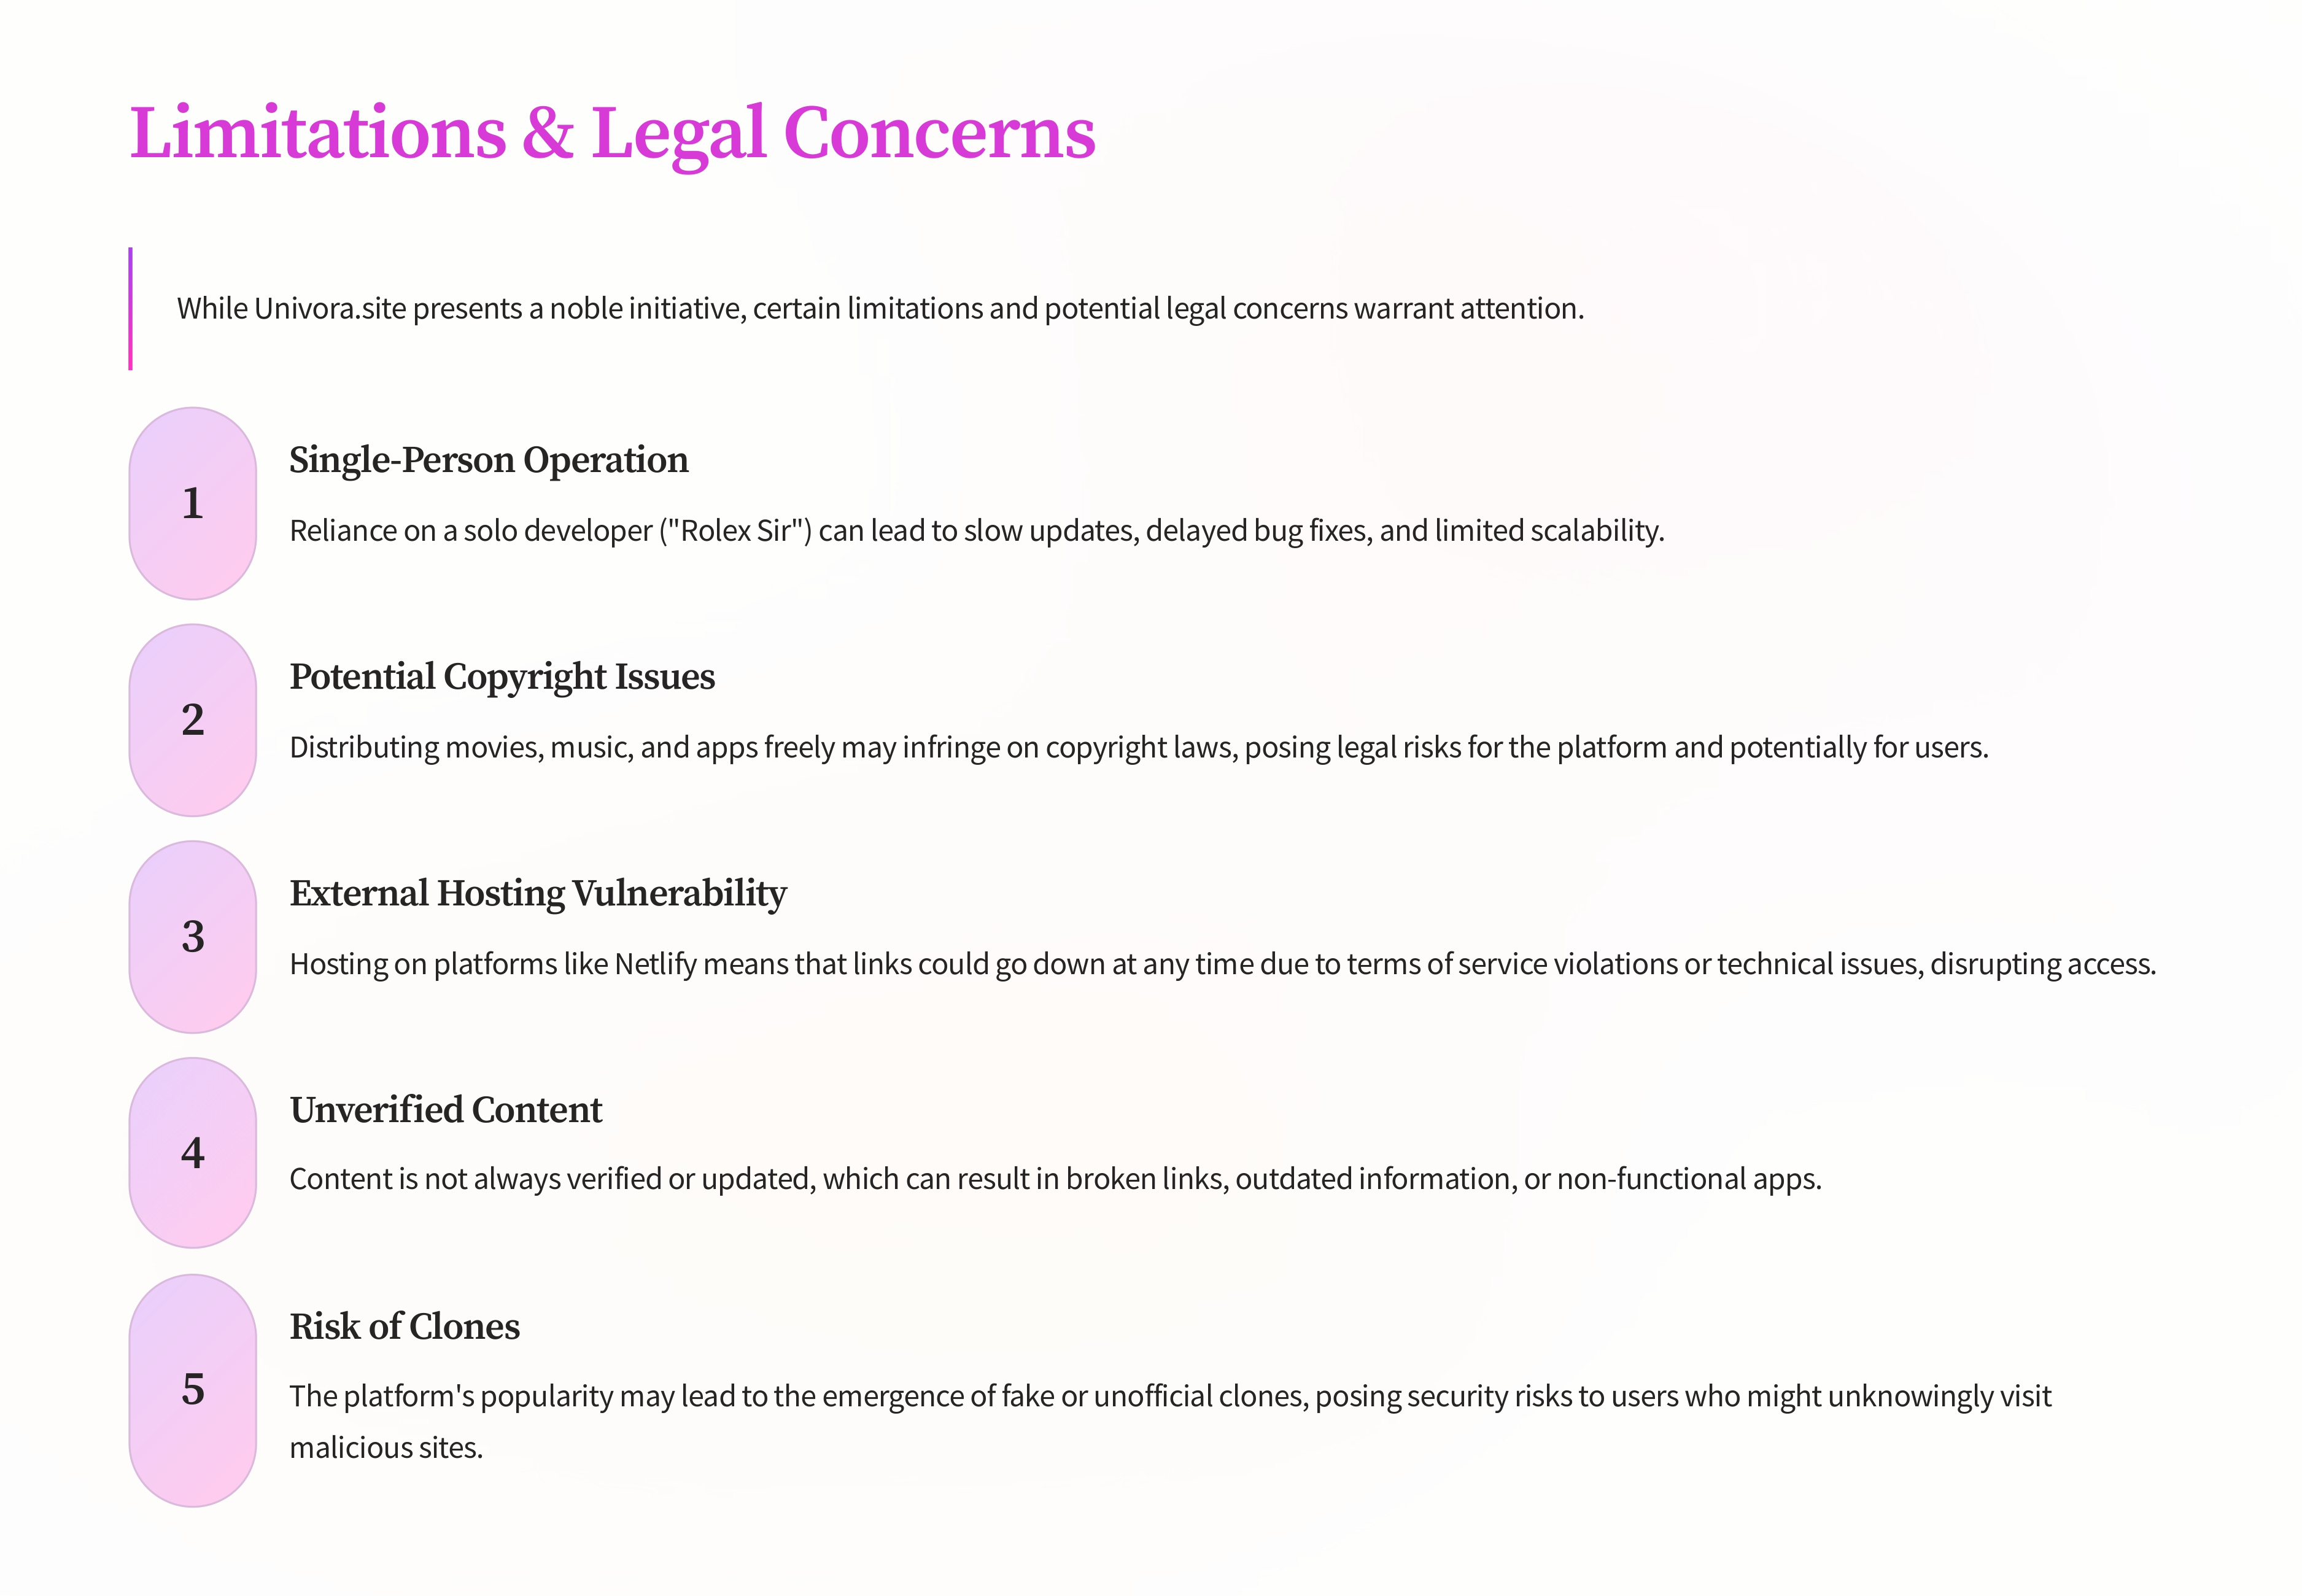 Limitations & Legal Concerns
While Univora.site presents a noble initiative, certain limitations and potential legal concerns warrant attention.
1
Single-Person Operation
Reliance on a solo developer ("Rolex Sir") can lead to slow updates, delayed bug fixes, and limited scalability.
2
Potential Copyright Issues
Distributing movies, music, and apps freely may infringe on copyright laws, posing legal risks for the platform and potentially for users.
3
External Hosting Vulnerability
Hosting on platforms like Netlify means that links could go down at any time due to terms of service violations or technical issues, disrupting access.
4
Unverified Content
Content is not always verified or updated, which can result in broken links, outdated information, or non-functional apps.
5
Risk of Clones
The platform's popularity may lead to the emergence of fake or unofficial clones, posing security risks to users who might unknowingly visit
malicious sites.